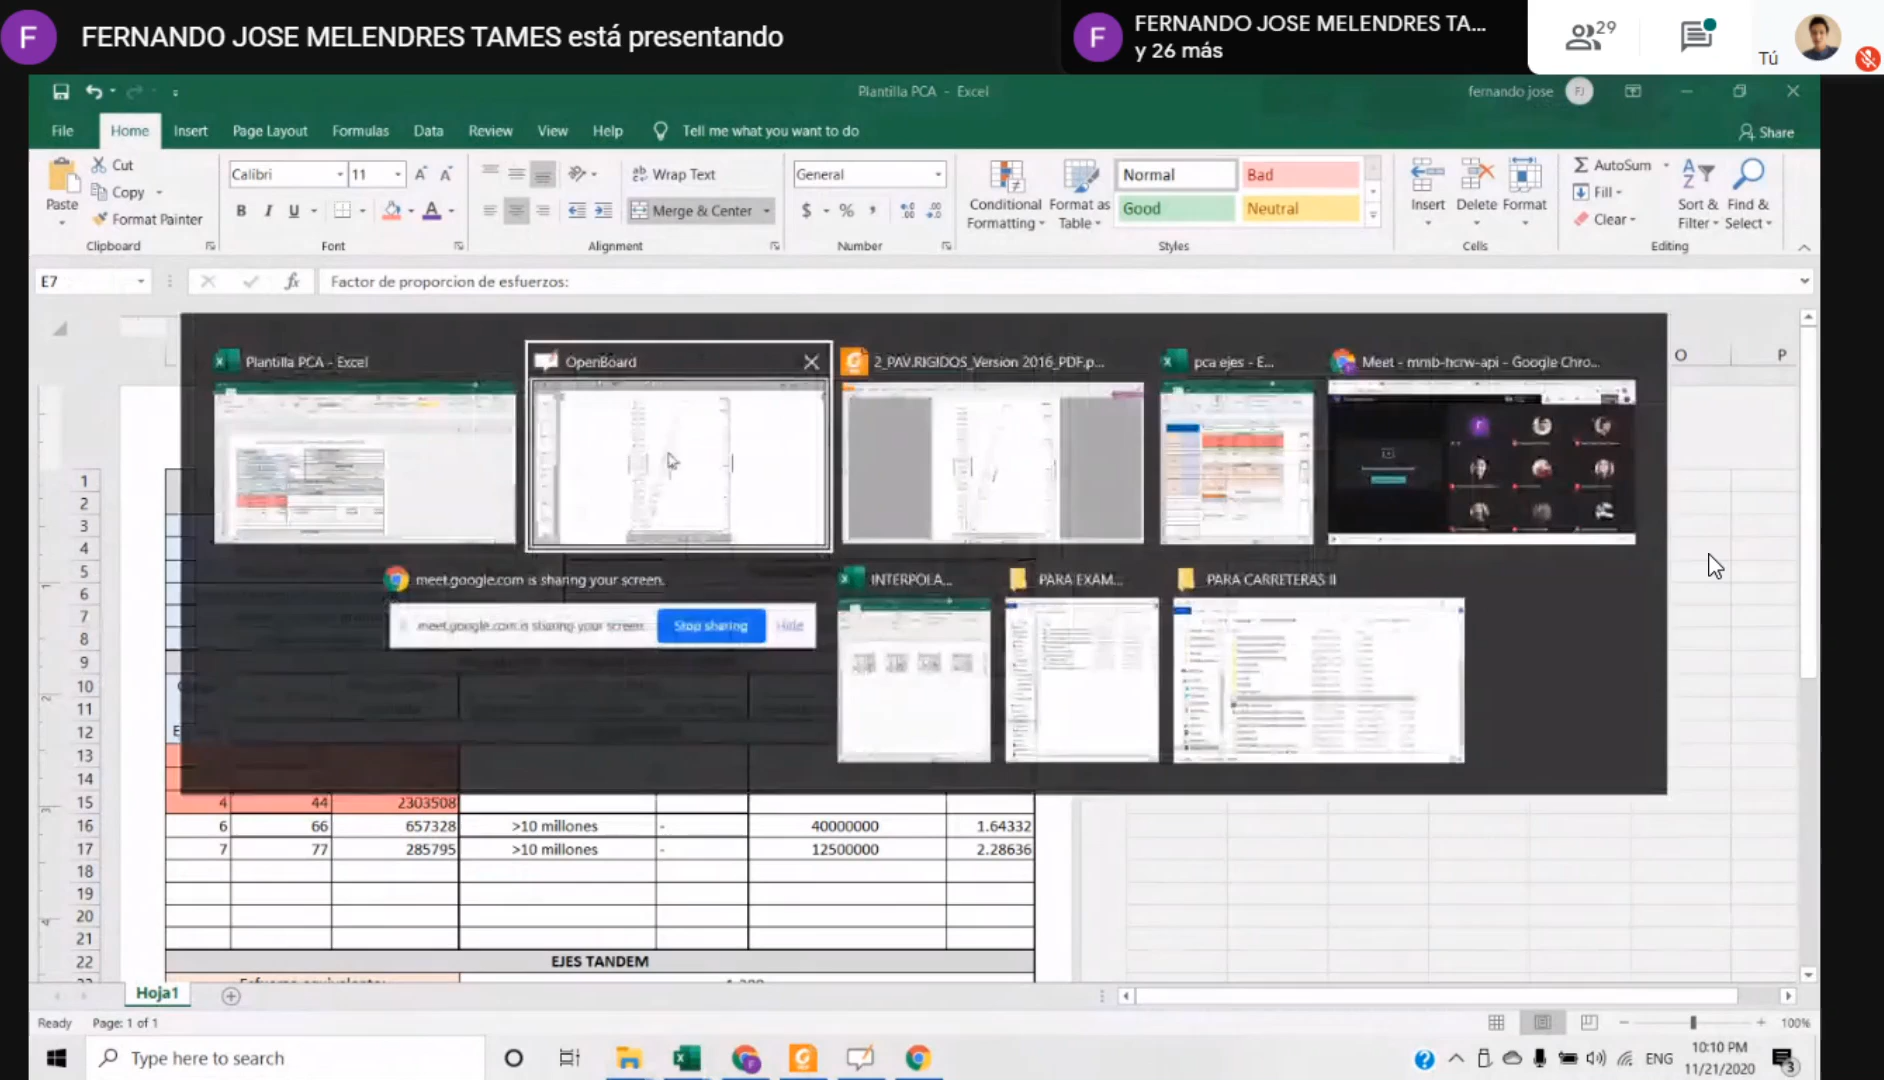 F FERNANDO JOSE MELENDRES TAMES está presentando
F FERNANDO JOSE MELENDRES TA...
y 26 más
29
Tú
Plantilla PCA - Excel
fernando jose FJ
File Home Insert Page Layout Formulas Data Review View Help Tell me what you want to do
Share
Paste
Cut
Copy
Format Painter
Clipboard
Calibri 11
B I U
Font
Wrap Text
Merge & Center
Alignment
General
$ % ,
Number
Conditional Formatting
Format as Table
Normal Bad
Good Neutral
Styles
Insert Delete Format
Cells
AutoSum
Fill
Clear
Sort & Filter
Find & Select
Editing
E7 fx Factor de proporcion de esfuerzos:
Plantilla PCA - Excel
OpenBoard
2_PAV.RIGIDOS_Version 2016_PDF.p...
pca ejes - E...
Meet - mmb-hcrw-api - Google Chro...
O P
meet.google.com is sharing your screen.
meet.google.com is sharing your screen.
Stop sharing
Hide
INTERPOLA...
PARA EXAM...
PARA CARRETERAS II
1
2
3
4
5
6
7
8
9
10
11
12
13
14
15 4 44 2303508
16 6 66 657328 >10 millones - 40000000 1.64332
17 7 77 285795 >10 millones - 12500000 2.28636
18
19
20
21
22 EJES TANDEM
Hoja1
Ready Page: 1 of 1
100%
Type here to search
ENG
10:10 PM
11/21/2020
3